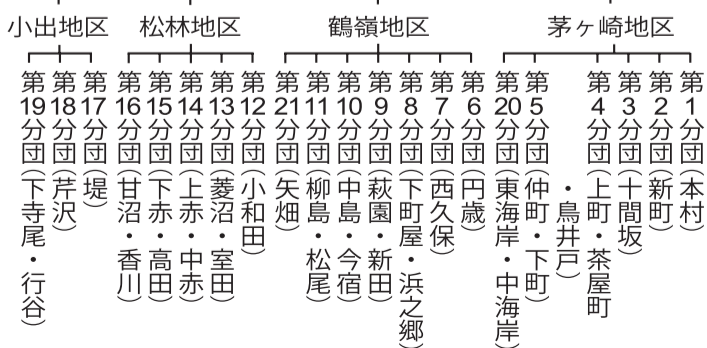 茅ヶ崎地区
第1分団(本村)
第2分団(新町)
第3分団(十間坂)
第4分団(上町・茶屋町
・鳥井戸)
第5分団(仲町・下町)
第20分団(東海岸・中海岸)
鶴嶺地区
第6分団(円蔵)
第7分団(西久保)
第8分団(下町屋・浜之郷)
第9分団(萩園・新田)
第10分団(中島・今宿)
第11分団(柳島・松尾)
第21分団(矢畑)
松林地区
第12分団(小和田)
第13分団(菱沼・室田)
第14分団(上赤・中赤)
第15分団(下赤・高田)
第16分団(甘沼・香川)
小出地区
第17分団(堤)
第18分団(芹沢)
第19分団(下寺尾・行谷)